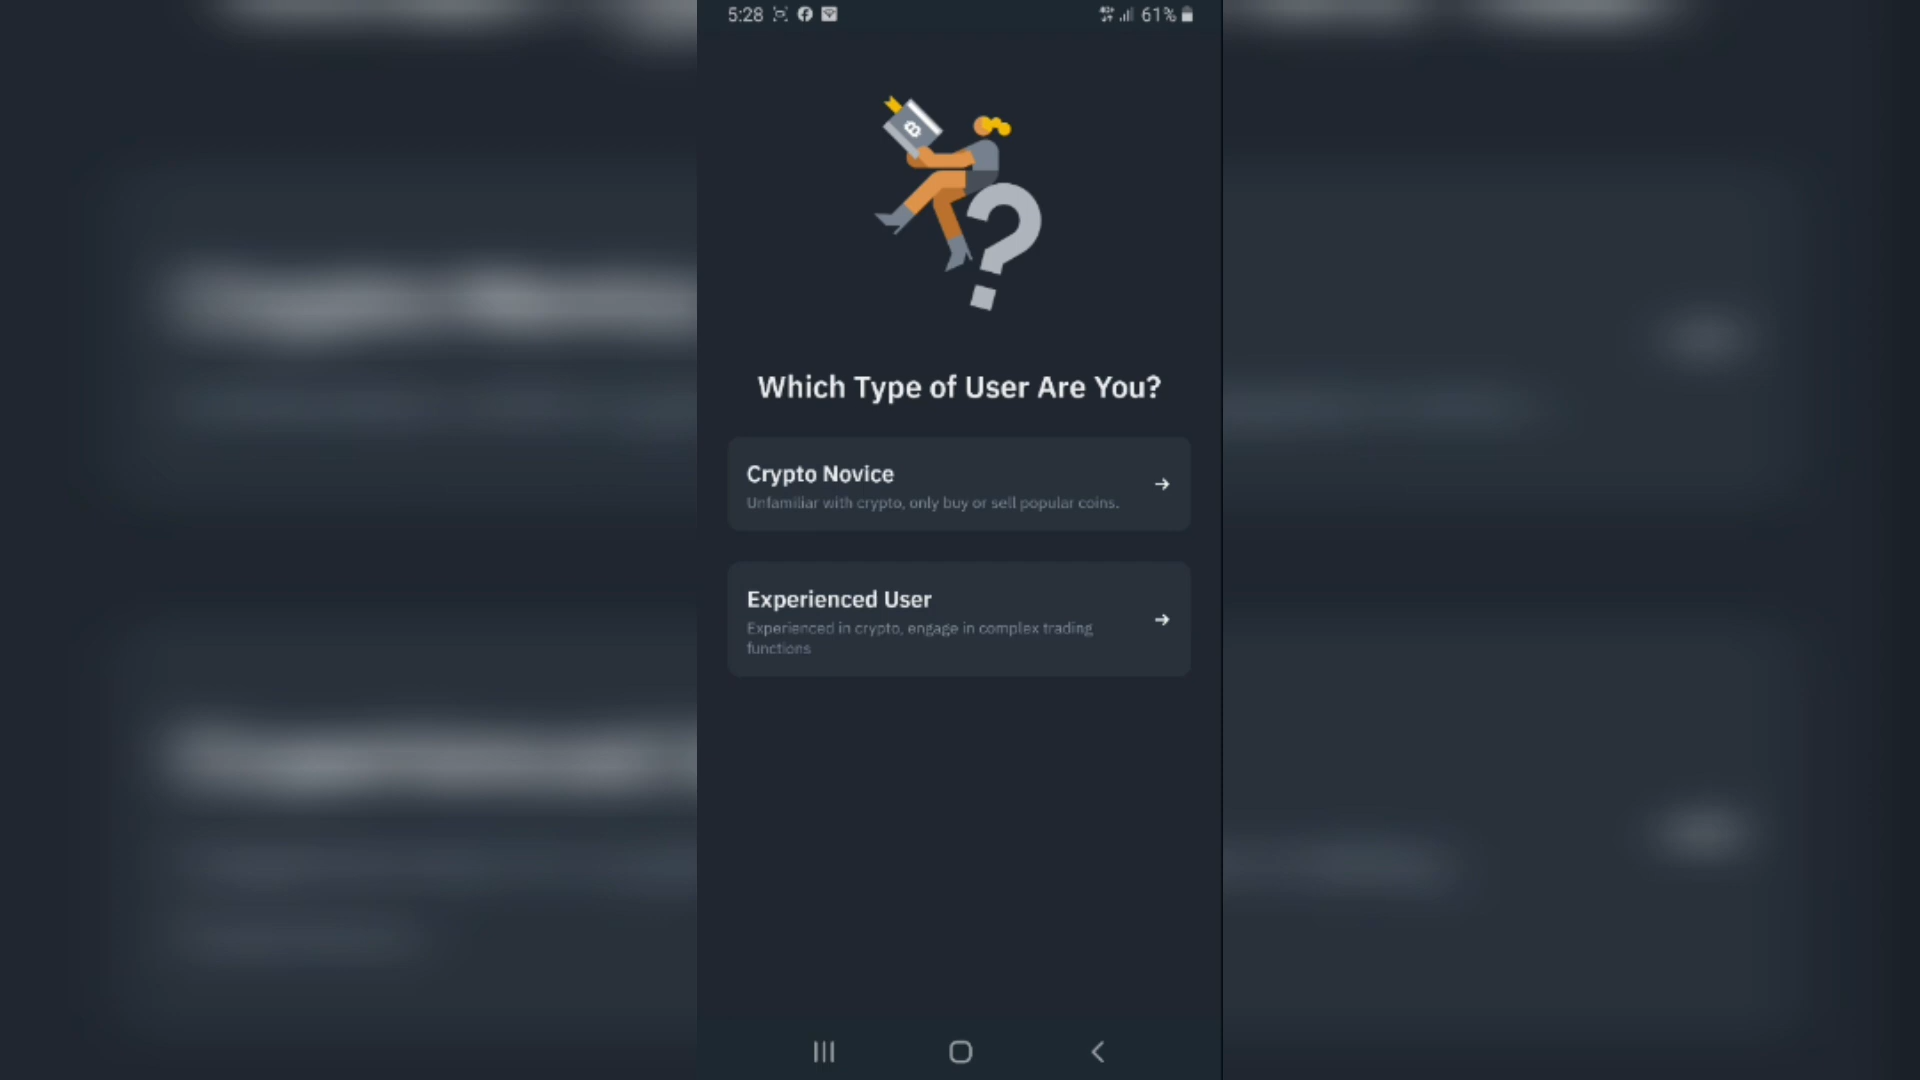 5:28
61%
Which Type of User Are You?
Crypto Novice
Unfamiliar with crypto, only buy or sell popular coins.
Experienced User
Experienced in crypto, engage in complex trading
functions